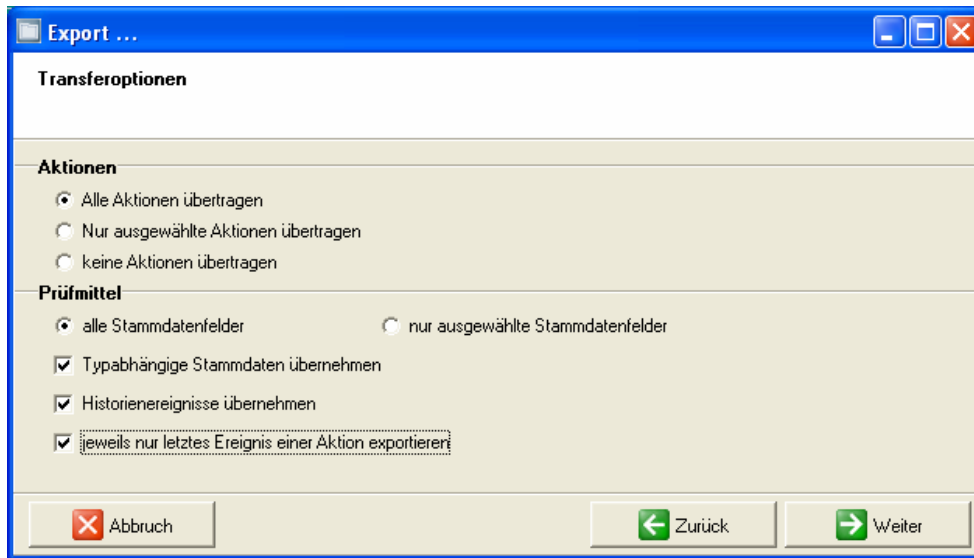 Export ...
Transferoptionen
Aktionen
Alle Aktionen übertragen
Nur ausgewählte Aktionen übertragen
keine Aktionen übertragen
Prüfmittel
alle Stammdatenfelder nur ausgewählte Stammdatenfelder
Typabhängige Stammdaten übernehmen
Historienereignisse übernehmen
jeweils nur letztes Ereignis einer Aktion exportieren
Abbruch Zurück Weiter